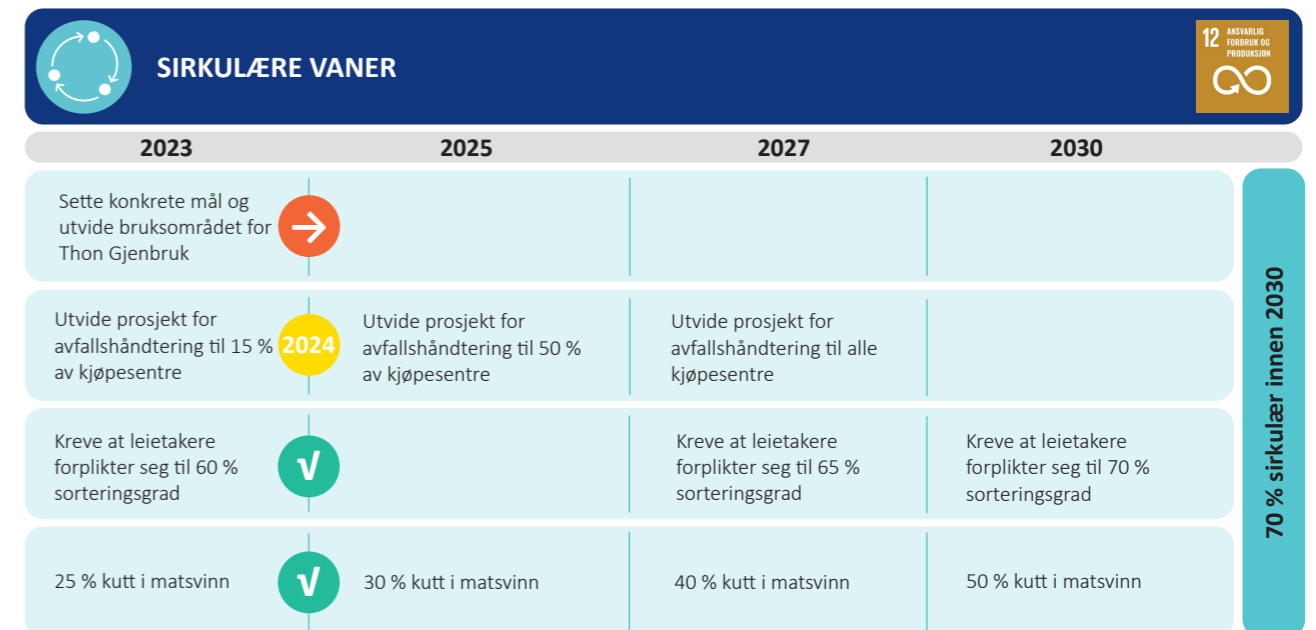 SIRKULÆRE VANER
12 ANSVARLIG
FORBRUK OG
PRODUKSJON
2023 2025 2027 2030
Sette konkrete mål og
utvide bruksområdet for
Thon Gjenbruk
Utvide prosjekt for
avfallshåndtering til 15 %
av kjøpesentre
2024
Utvide prosjekt for
avfallshåndtering til 50 %
av kjøpesentre
Utvide prosjekt for
avfallshåndtering til alle
kjøpesentre
Kreve at leietakere
forplikter seg til 60 %
sorteringsgrad
√
Kreve at leietakere
forplikter seg til 65 %
sorteringsgrad
Kreve at leietakere
forplikter seg til 70 %
sorteringsgrad
25 % kutt i matsvinn
√
30 % kutt i matsvinn
40 % kutt i matsvinn
50 % kutt i matsvinn
70 % sirkulær innen 2030